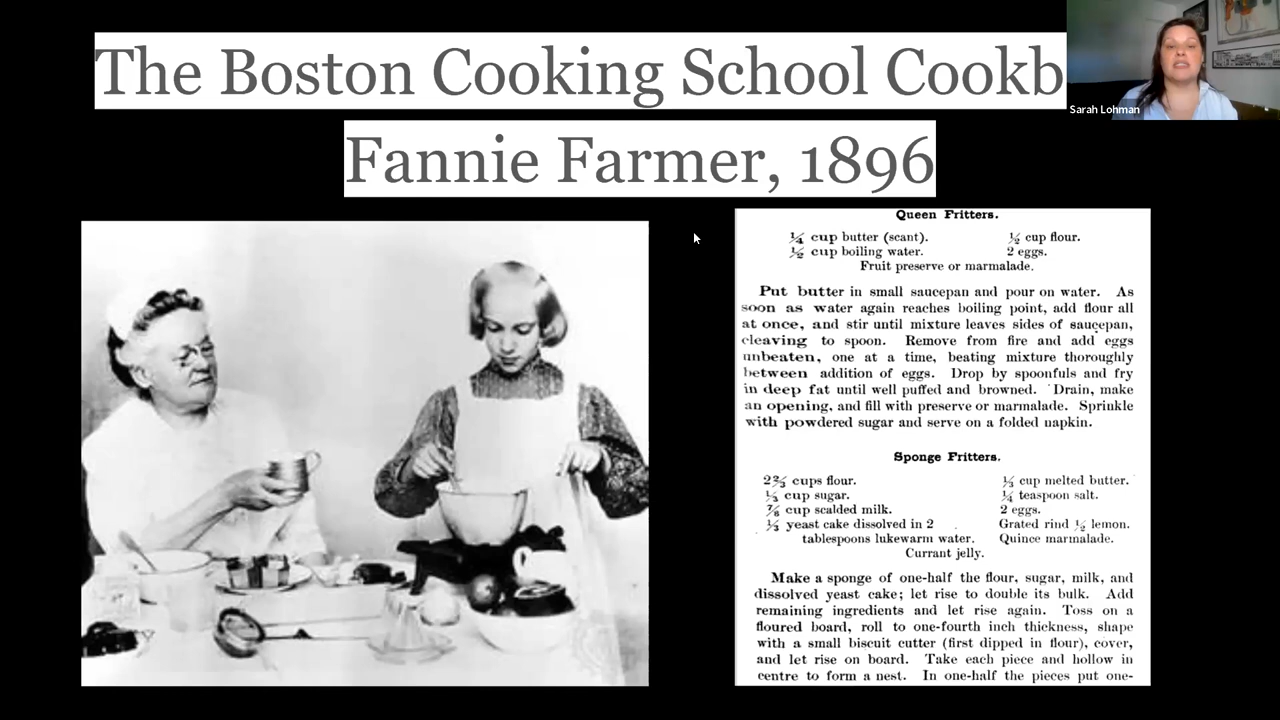 The Boston Cooking School Cookb
Fannie Farmer, 1896
Sarah Lohman
Queen Fritters.
¼ cup butter (scant). ½ cup flour.
½ cup boiling water. 2 eggs.
Fruit preserve or marmalade.
Put butter in small saucepan and pour on water. As
soon as water again reaches boiling point, add flour all
at once, and stir until mixture leaves sides of saucepan,
cleaving to spoon. Remove from fire and add eggs
unbeaten, one at a time, beating mixture thoroughly
between addition of eggs. Drop by spoonfuls and fry
in deep fat until well puffed and browned. Drain, make
an opening, and fill with preserve or marmalade. Sprinkle
with powdered sugar and serve on a folded napkin.
Sponge Fritters.
2⅔ cups flour. ⅓ cup melted butter.
⅓ cup sugar. ¼ teaspoon salt.
⅞ cup scalded milk. 2 eggs.
⅓ yeast cake dissolved in 2 Grated rind ½ lemon.
tablespoons lukewarm water. Quince marmalade.
Currant jelly.
Make a sponge of one-half the flour, sugar, milk, and
dissolved yeast cake; let rise to double its bulk. Add
remaining ingredients and let rise again. Toss on a
floured board, roll to one-fourth inch thickness, shape
with a small biscuit cutter (first dipped in flour), cover,
and let rise on board. Take each piece and hollow in
centre to form a nest. In one-half the pieces put one-